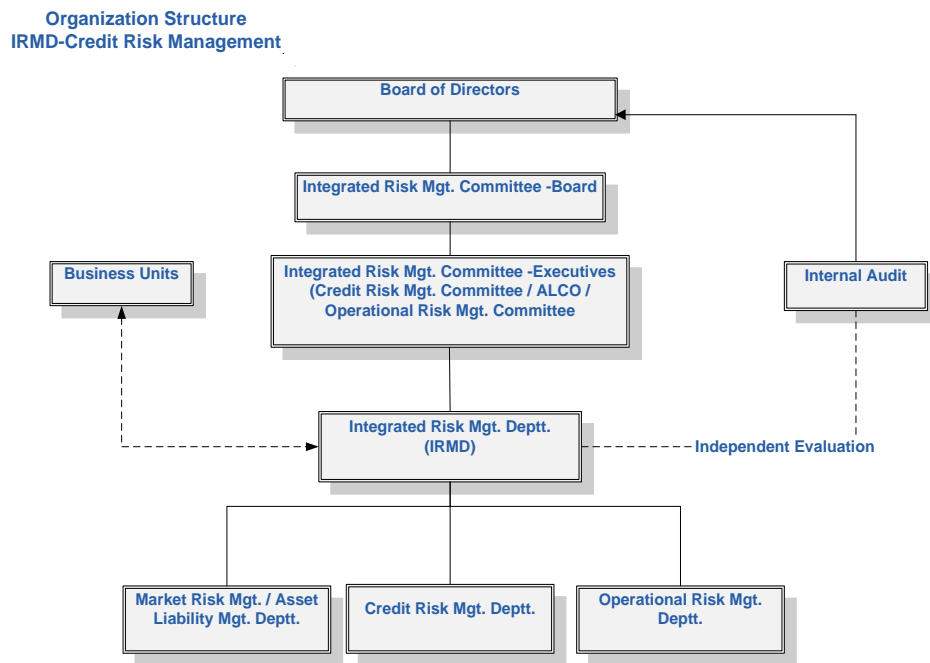 Organization Structure
IRMD-Credit Risk Management
Board of Directors
Integrated Risk Mgt. Committee -Board
Business Units
Integrated Risk Mgt. Committee -Executives
(Credit Risk Mgt. Committee / ALCO /
Operational Risk Mgt. Committee
Internal Audit
Integrated Risk Mgt. Deptt.
(IRMD)
Independent Evaluation
Market Risk Mgt. / Asset
Liability Mgt. Deptt.
Credit Risk Mgt. Deptt.
Operational Risk Mgt.
Deptt.